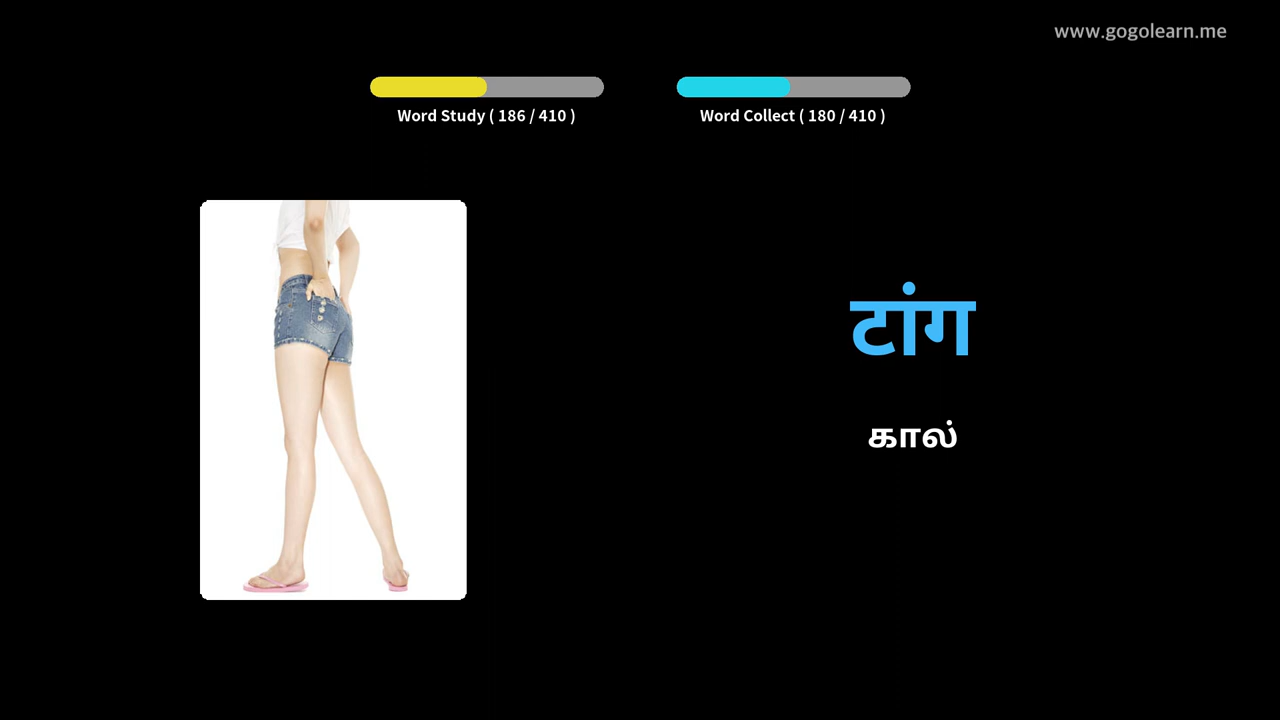 www.gogolearn.me
Word Study ( 186 / 410 )
Word Collect ( 180 / 410 )
टांग
கால்